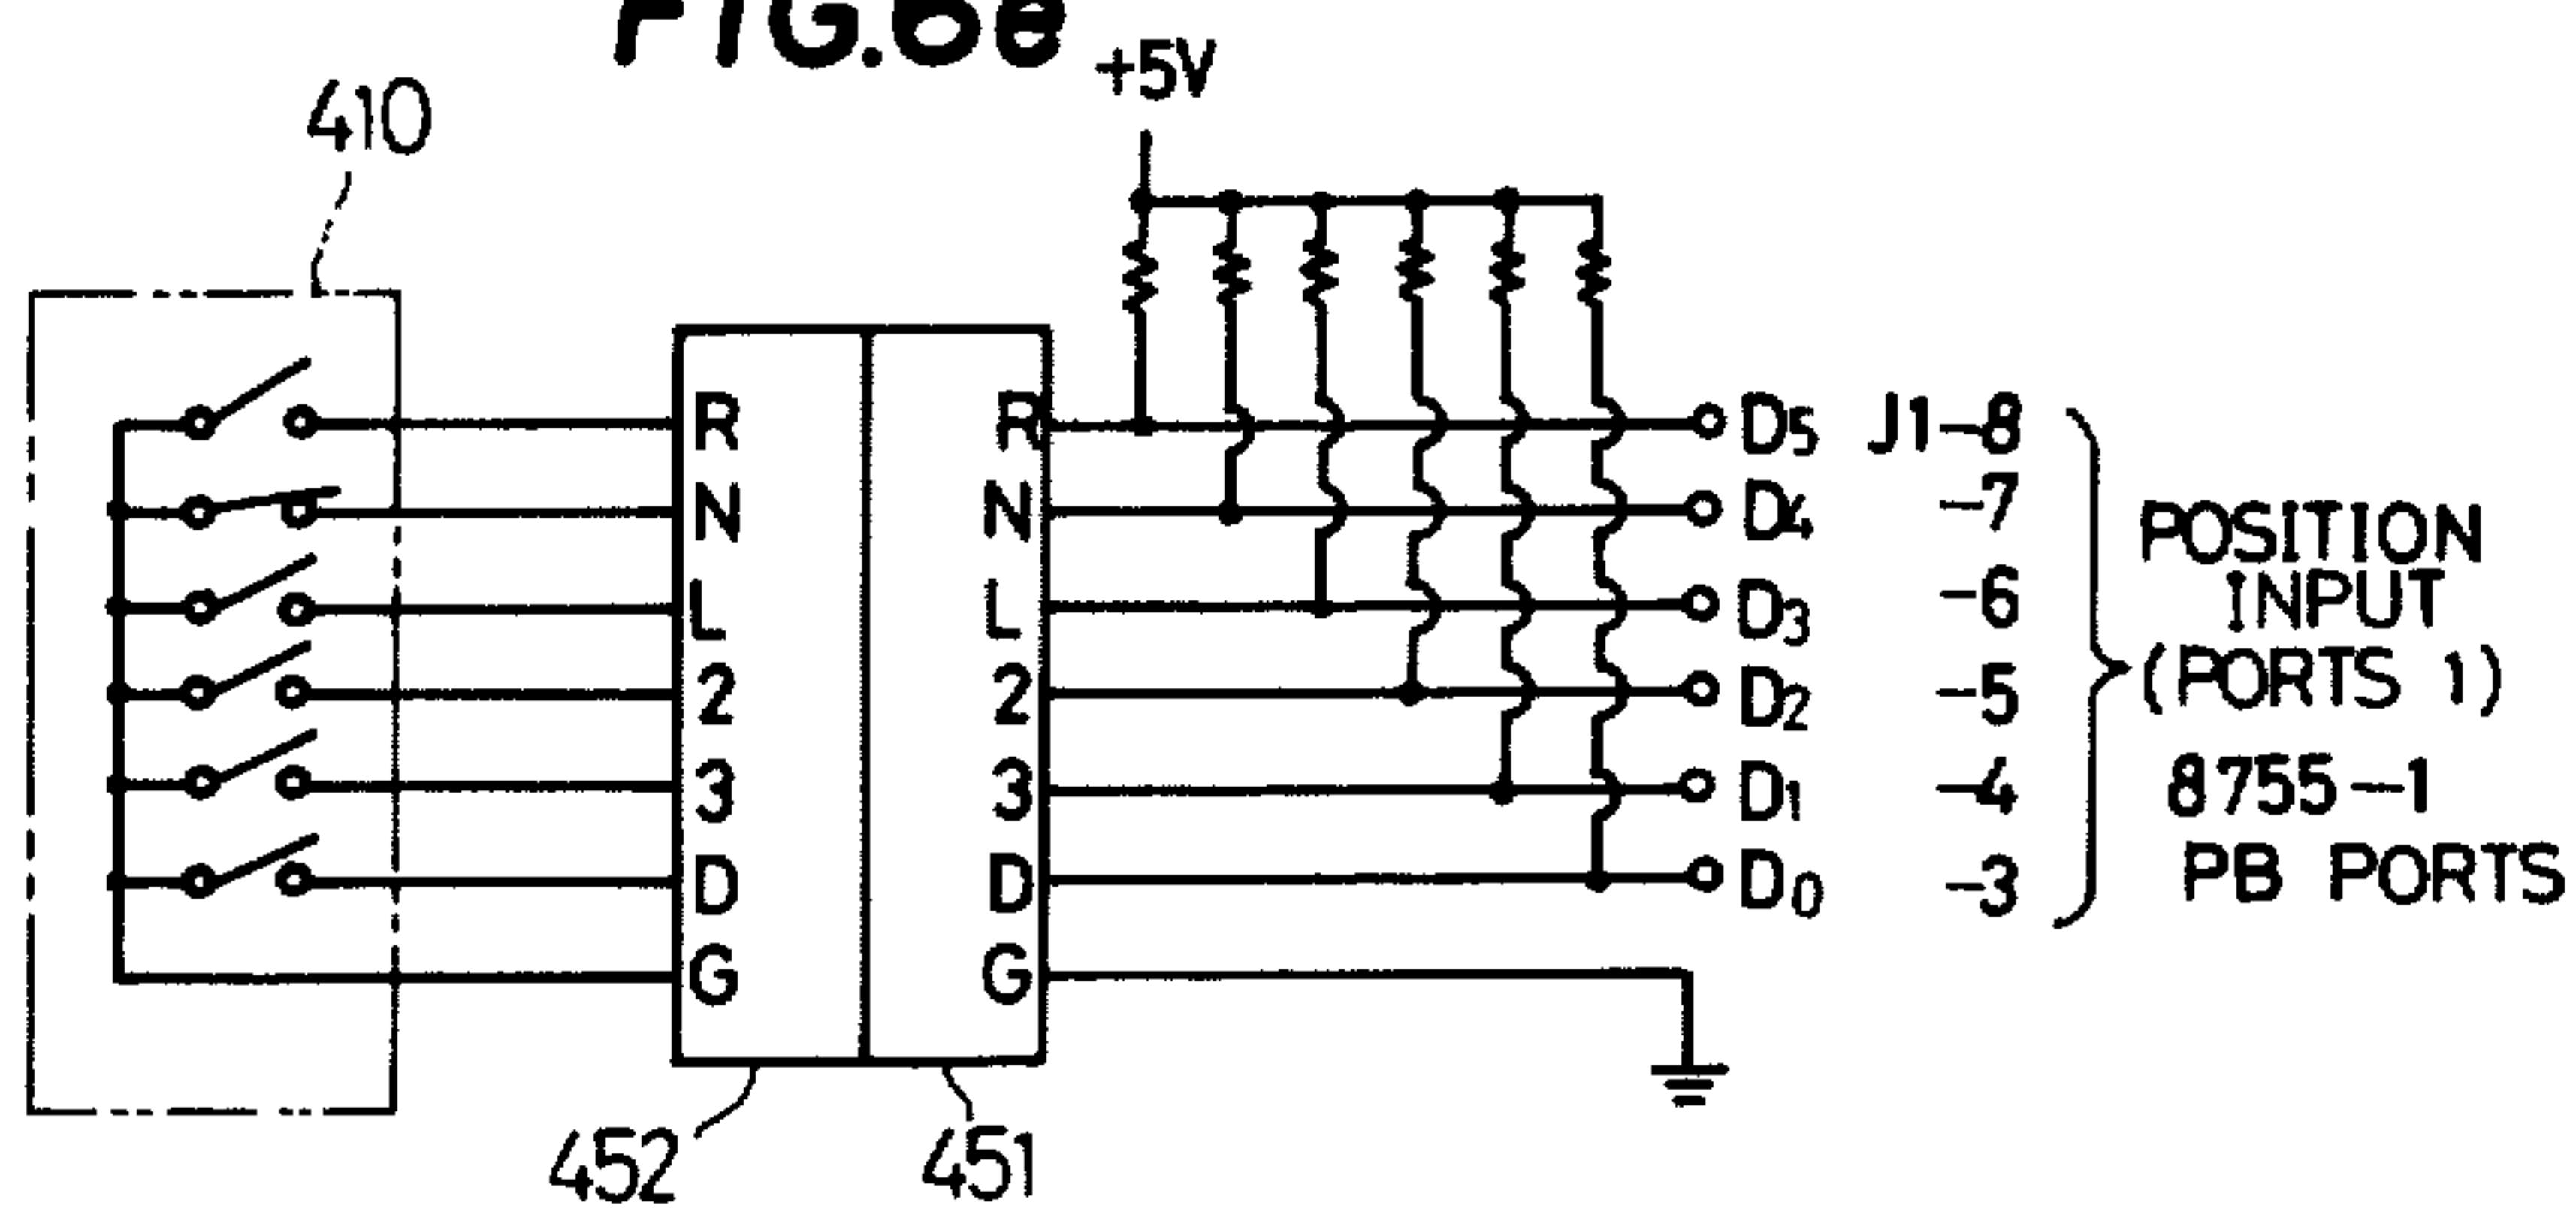 FIG.6e
+5V
410
R R D5 J1-8
N N D4 -7
L L D3 -6
2 2 D2 -5
3 3 D1 -4
D D D0 -3
G G
POSITION
INPUT
(PORTS 1)
8755-1
PB PORTS
452 451